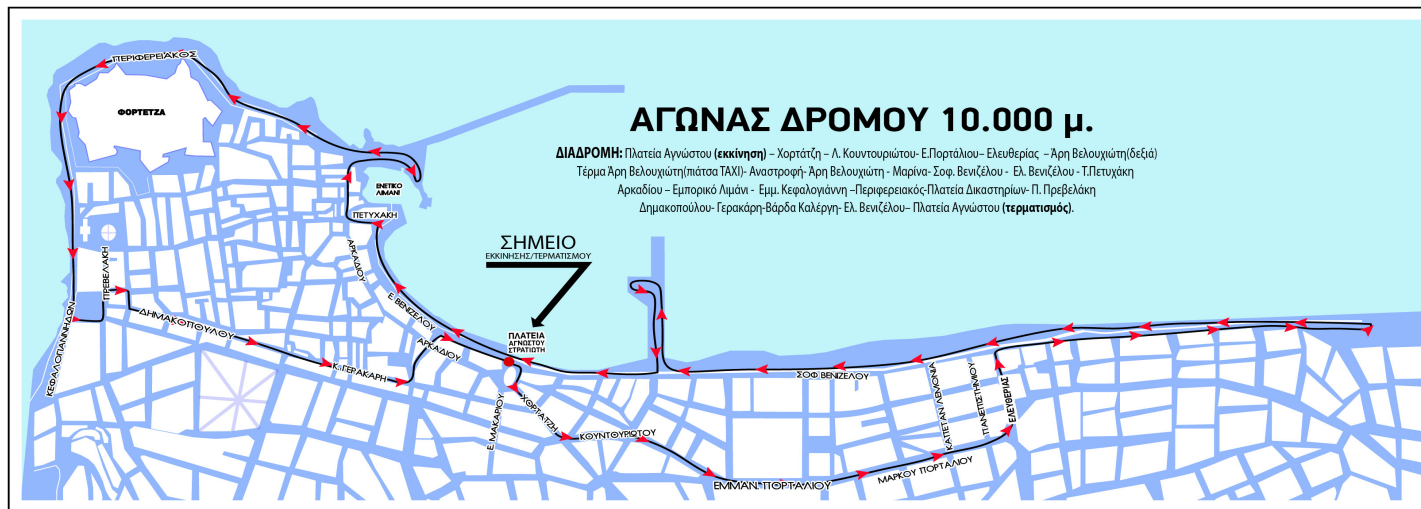 ΑΓΩΝΑΣ ΔΡΟΜΟΥ 10.000 μ.
ΔΙΑΔΡΟΜΗ: Πλατεία Αγνώστου (εκκίνηση) – Χορτάτζη – Λ. Κουντουριώτου- Ε.Πορτάλιου– Ελευθερίας – Άρη Βελουχιώτη(δεξιά)
Τέρμα Άρη Βελουχιώτη(πιάτσα ΤΑΧΙ)- Αναστροφή- Άρη Βελουχιώτη - Μαρίνα- Σοφ. Βενιζέλου - Ελ. Βενιζέλου - Τ.Πετυχάκη
Αρκαδίου – Εμπορικό Λιμάνι - Εμμ. Κεφαλογιάννη –Περιφερειακός-Πλατεία Δικαστηρίων- Π. Πρεβελάκη
Δημακοπούλου- Γερακάρη-Βάρδα Καλέργη- Ελ. Βενιζέλου– Πλατεία Αγνώστου (τερματισμός).
ΠΕΡΙΦΕΡΕΙΑΚΟΣ
ΦΟΡΤΕΤΖΑ
ΕΝΕΤΙΚΟ
ΛΙΜΑΝΙ
ΠΕΤΥΧΑΚΗ
ΑΡΚΑΔΙΟΥ
ΠΡΕΒΕΛΑΚΗ
ΣΗΜΕΙΟ
ΕΚΚΙΝΗΣΗΣ/ΤΕΡΜΑΤΙΣΜΟΥ
Ε. ΒΕΝΙΖΕΛΟΥ
ΚΕΦΑΛΟΓΙΑΝΝΗΔΩΝ
ΔΗΜΑΚΟΠΟΥΛΟΥ
ΑΡΚΑΔΙΟΥ
ΠΛΑΤΕΙΑ
ΑΓΝΩΣΤΟΥ
ΣΤΡΑΤΙΩΤΗ
Κ. ΓΕΡΑΚΑΡΗ
ΣΟΦ. ΒΕΝΙΖΕΛΟΥ
Ε. ΜΑΚΑΡΙΟΥ
ΧΟΡΤΑΤΖΗ
ΚΟΥΝΤΟΥΡΙΩΤΟΥ
ΚΑΠΕΤΑΝ ΛΕΜΟΝΙΑ
ΠΑΝΕΠΙΣΤΗΜΙΟΥ
ΕΛΕΥΘΕΡΙΑΣ
ΜΑΡΚΟΥ ΠΟΡΤΑΛΙΟΥ
ΕΜΜΑΝ. ΠΟΡΤΑΛΙΟΥ